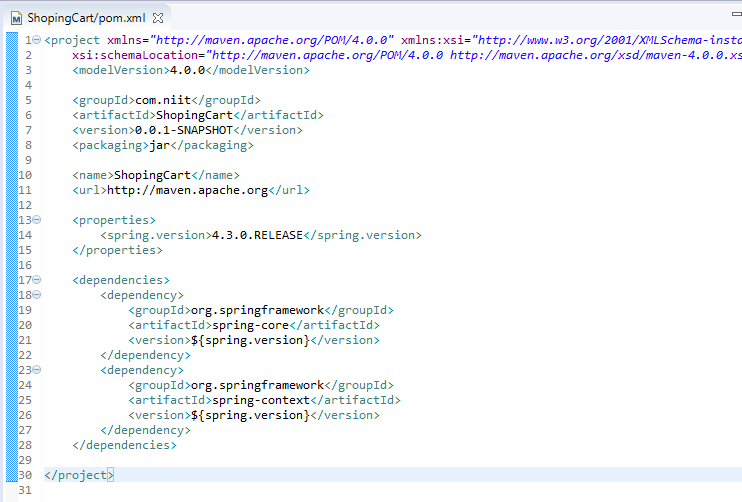 ShopingCart/pom.xml
1 <project xmlns="http://maven.apache.org/POM/4.0.0" xmlns:xsi="http://www.w3.org/2001/XMLSchema-insta
2 xsi:schemaLocation="http://maven.apache.org/POM/4.0.0 http://maven.apache.org/xsd/maven-4.0.0.xs
3 <modelVersion>4.0.0</modelVersion>
4
5 <groupId>com.niit</groupId>
6 <artifactId>ShopingCart</artifactId>
7 <version>0.0.1-SNAPSHOT</version>
8 <packaging>jar</packaging>
9
10 <name>ShopingCart</name>
11 <url>http://maven.apache.org</url>
12
13 <properties>
14 <spring.version>4.3.0.RELEASE</spring.version>
15 </properties>
16
17 <dependencies>
18 <dependency>
19 <groupId>org.springframework</groupId>
20 <artifactId>spring-core</artifactId>
21 <version>${spring.version}</version>
22 </dependency>
23 <dependency>
24 <groupId>org.springframework</groupId>
25 <artifactId>spring-context</artifactId>
26 <version>${spring.version}</version>
27 </dependency>
28 </dependencies>
29
30 </project>
31